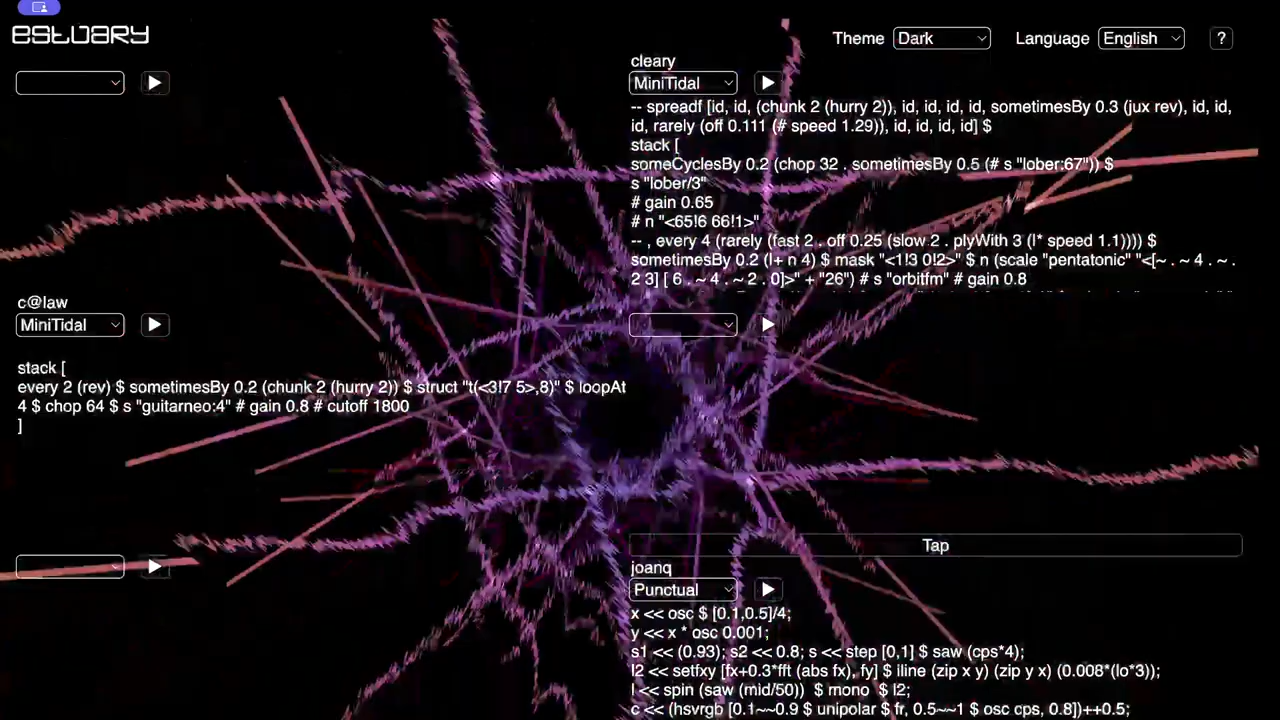 estuary
Theme Dark Language English ?
cleary
MiniTidal
-- spreadf [id, id, (chunk 2 (hurry 2)), id, id, id, id, sometimesBy 0.3 (jux rev), id, id,
id, rarely (off 0.111 (# speed 1.29)), id, id, id, id] $
stack [
someCyclesBy 0.2 (chop 32 . sometimesBy 0.5 (# s "lober:67")) $
s "lober/3"
# gain 0.65
# n "<65!6 66!1>"
-- , every 4 (rarely (fast 2 . off 0.25 (slow 2 . plyWith 3 (|* speed 1.1)))) $
sometimesBy 0.2 (|+ n 4) $ mask "<1!3 0!2>" $ n (scale "pentatonic" "<[~ . ~ 4 . ~ .
2 3] [ 6 . ~ 4 . ~ 2 . 0]>" + "26") # s "orbitfm" # gain 0.8
c@law
MiniTidal
stack [
every 2 (rev) $ sometimesBy 0.2 (chunk 2 (hurry 2)) $ struct "t(<3!7 5>,8)" $ loopAt
4 $ chop 64 $ s "guitarneo:4" # gain 0.8 # cutoff 1800
]
Tap
joanq
Punctual
x << osc $ [0.1,0.5]/4;
y << x * osc 0.001;
s1 << (0.93); s2 << 0.8; s << step [0,1] $ saw (cps*4);
l2 << setfxy [fx+0.3*fft (abs fx), fy] $ iline (zip x y) (zip y x) (0.008*(lo*3));
l << spin (saw (mid/50))  $ mono  $ l2;
c << (hsvrgb [0.1~~0.9 $ unipolar $ fr, 0.5~~1 $ osc cps, 0.8])++0.5;